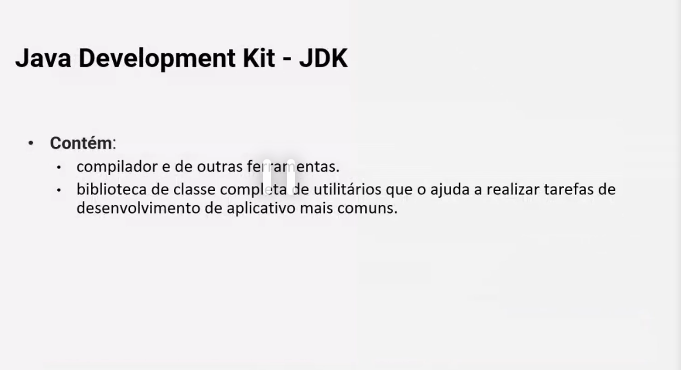 Java Development Kit - JDK
• Contém:
• compilador e de outras ferramentas.
• biblioteca de classe completa de utilitários que o ajuda a realizar tarefas de
desenvolvimento de aplicativo mais comuns.